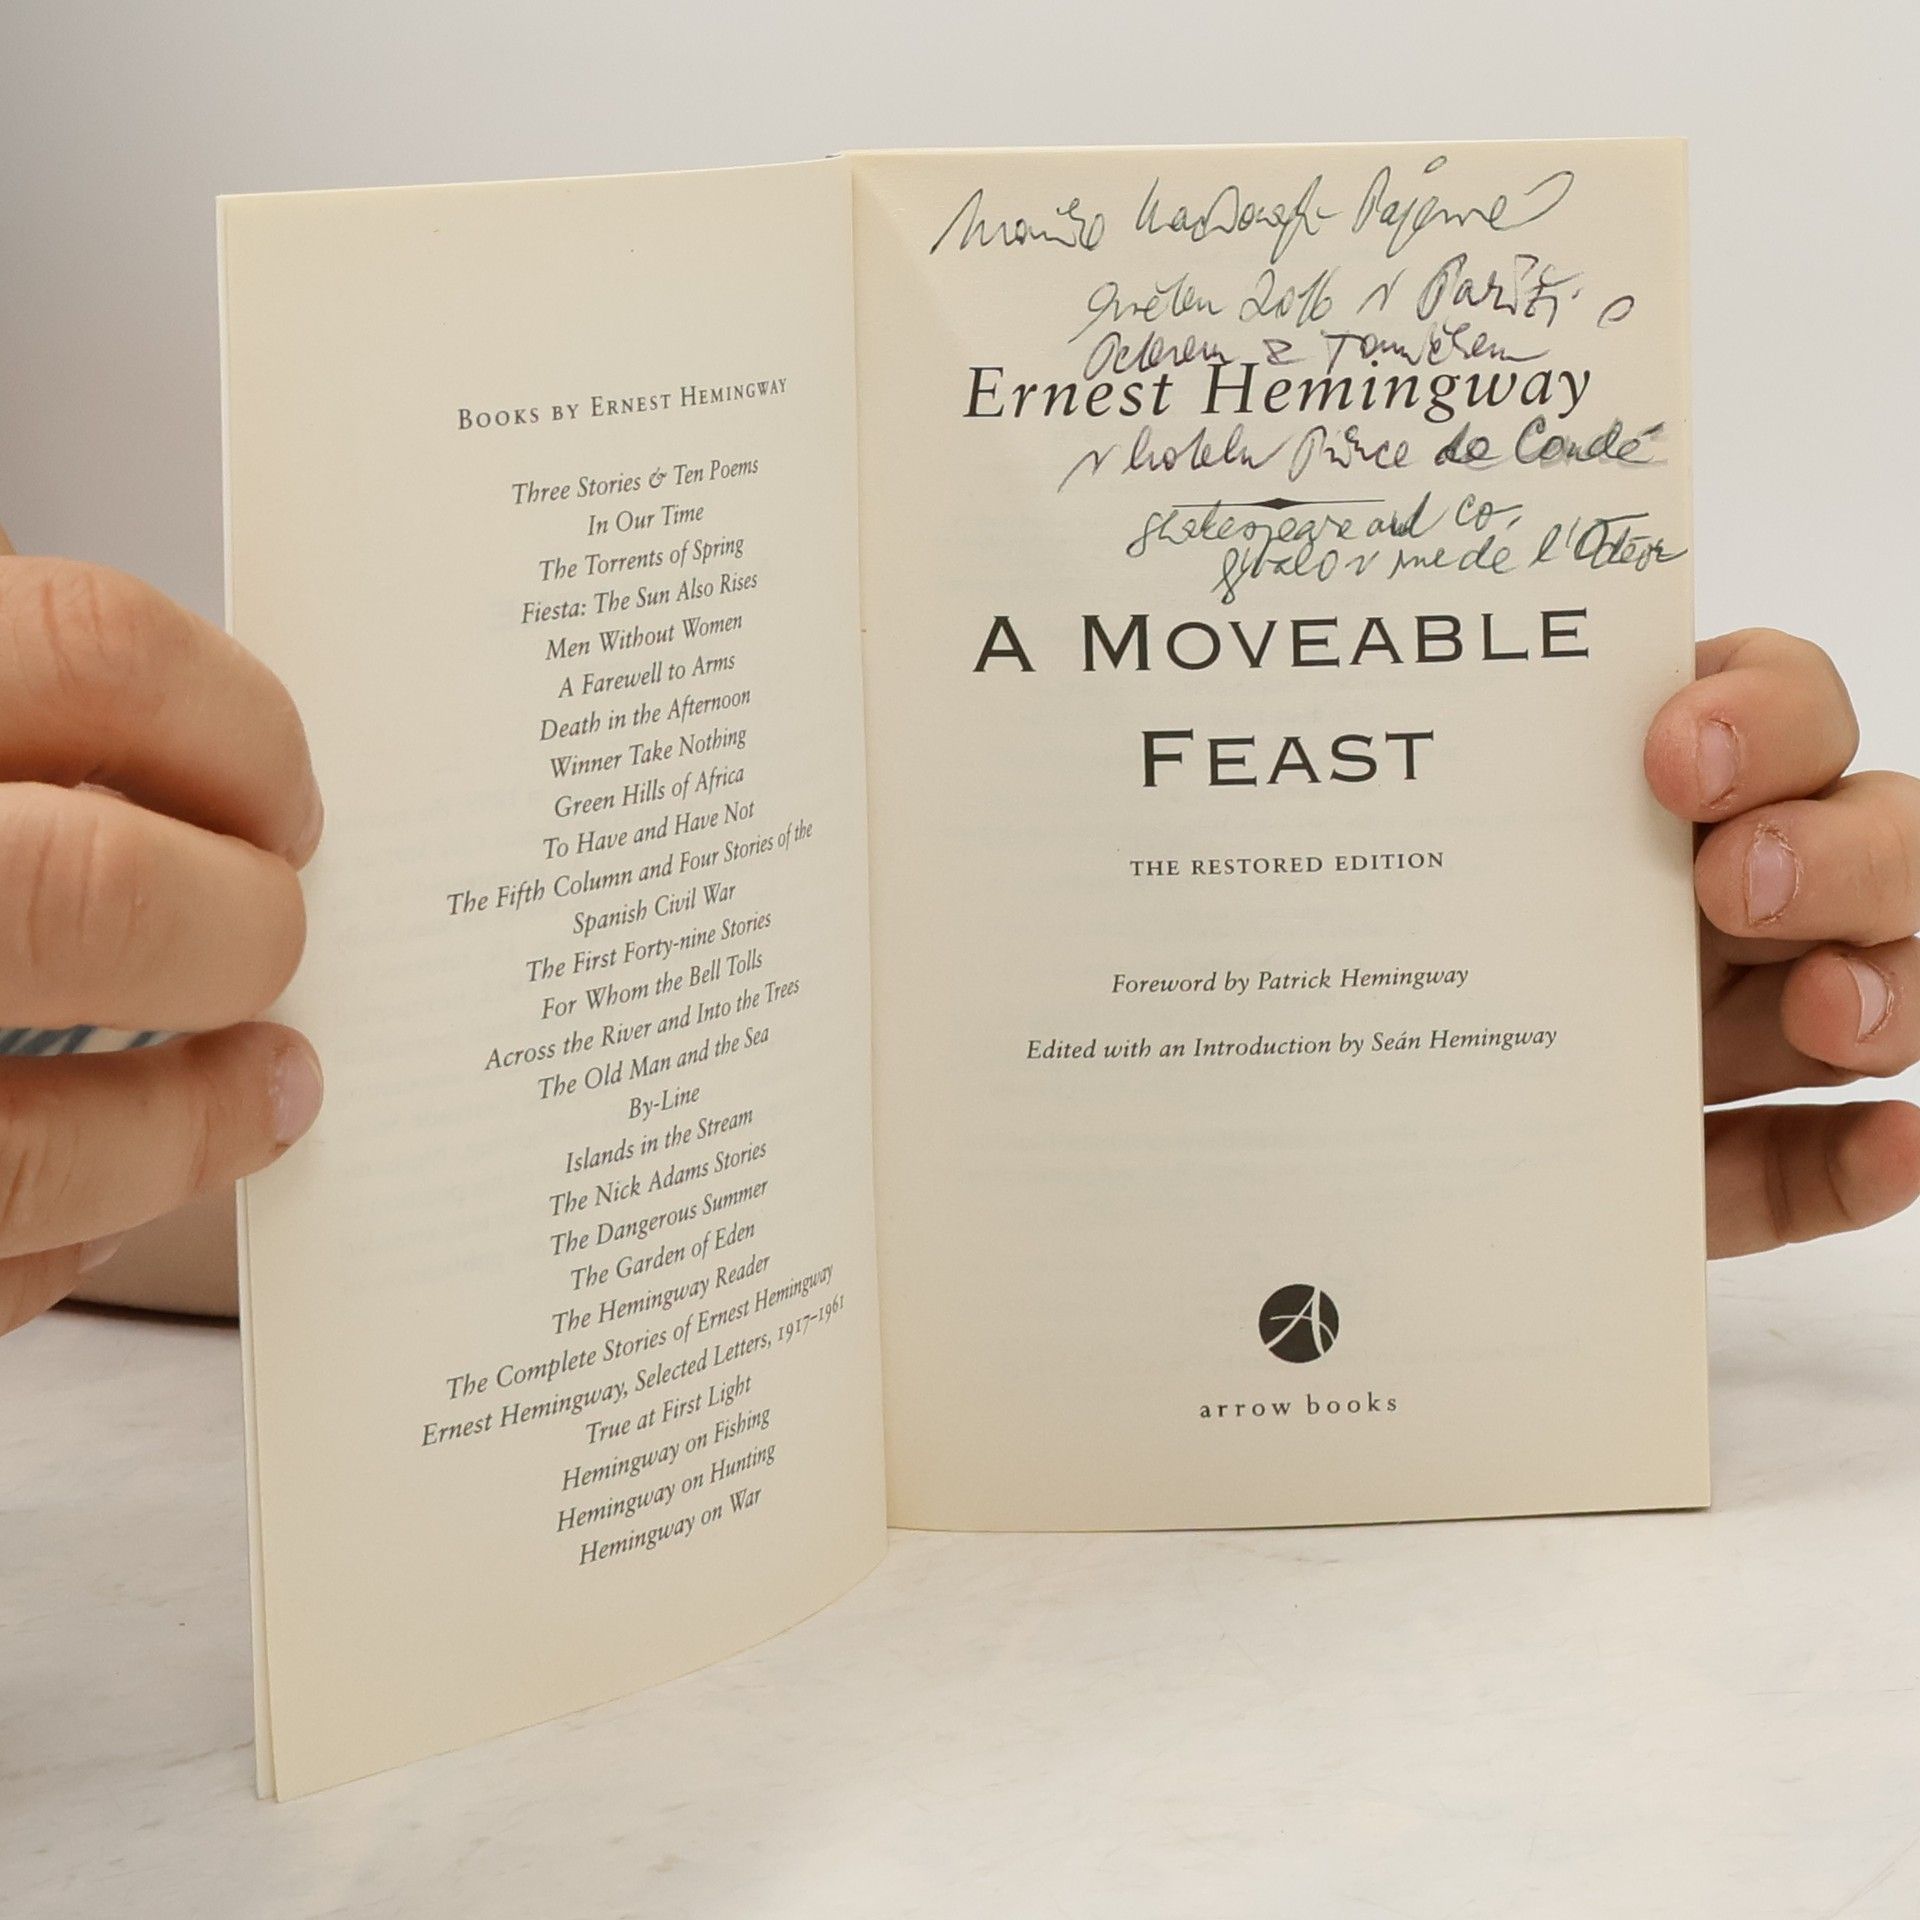 BOOKS BY ERNEST HEMINGWAY
Three Stories & Ten Poems
In Our Time
The Torrents of Spring
Fiesta: The Sun Also Rises
Men Without Women
A Farewell to Arms
Death in the Afternoon
Winner Take Nothing
Green Hills of Africa
To Have and Have Not
The Fifth Column and Four Stories of the
Spanish Civil War
The First Forty-nine Stories
For Whom the Bell Tolls
Across the River and Into the Trees
The Old Man and the Sea
By-Line
Islands in the Stream
The Nick Adams Stories
The Dangerous Summer
The Garden of Eden
The Hemingway Reader
The Complete Stories of Ernest Hemingway
Ernest Hemingway, Selected Letters, 1917–1961
True at First Light
Hemingway on Fishing
Hemingway on Hunting
Hemingway on War
2016 v Paříži
z
Ernest Hemingway
v hotelu Prince de Condé
Shakespeare and Co.
v rue de l'Odéon
A MOVEABLE
FEAST
THE RESTORED EDITION
Foreword by Patrick Hemingway
Edited with an Introduction by Seán Hemingway
A
arrow books